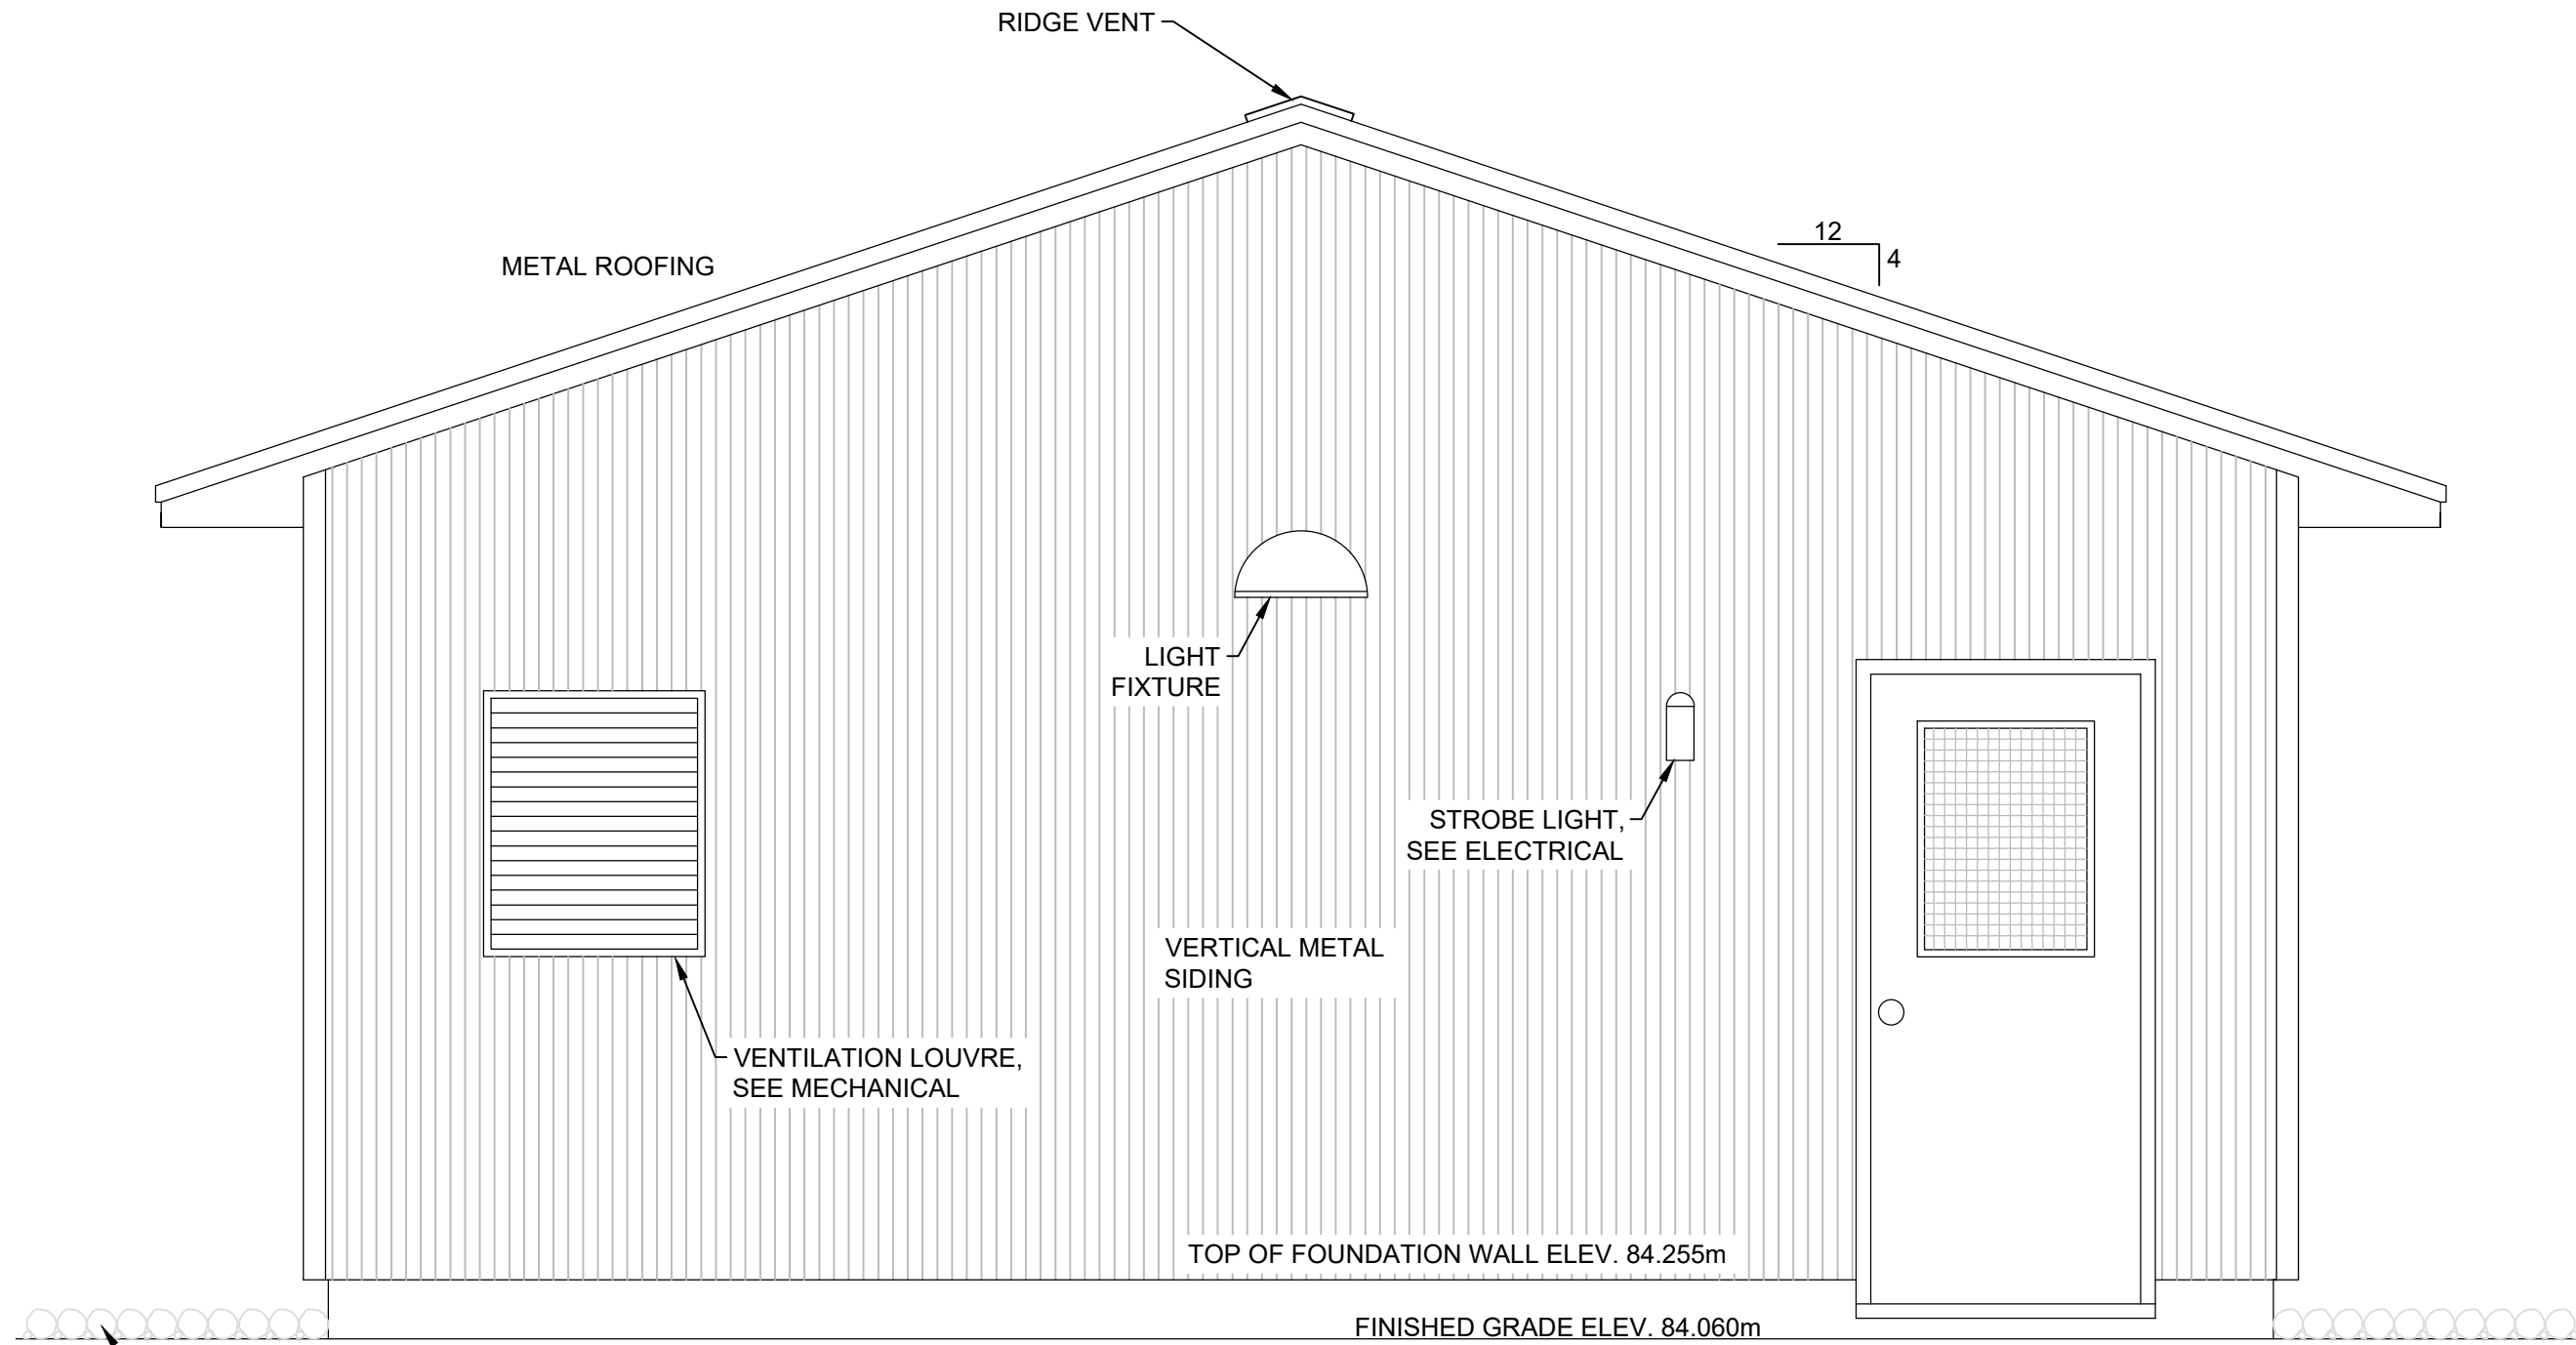 RIDGE VENT
12
4
METAL ROOFING
LIGHT
FIXTURE
STROBE LIGHT,
SEE ELECTRICAL
VERTICAL METAL
SIDING
VENTILATION LOUVRE,
SEE MECHANICAL
TOP OF FOUNDATION WALL ELEV. 84.255m
FINISHED GRADE ELEV. 84.060m